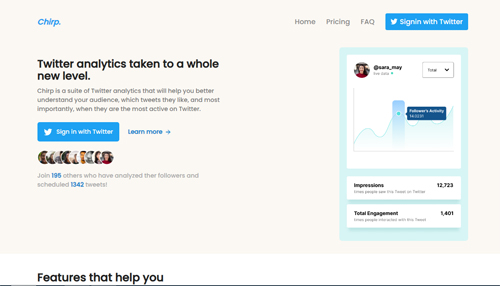 Chirp.
Home
Pricing
FAQ
Signin with Twitter
Twitter analytics taken to a whole
new level.
Chirp is a suite of Twitter analytics that will help you better
understand your audience, which tweets they like, and most
importantly, when they are the most active on Twitter.
Sign in with Twitter
Learn more →
Join 195 others who have analyzed ther followers and
scheduled 1342 tweets!
@sara_may
live data
Total
Follower's Activity
Impressions
12,723
times people saw this Tweet on Twitter
Total Engagement
1,401
times people interacted with this Tweet
Features that help you